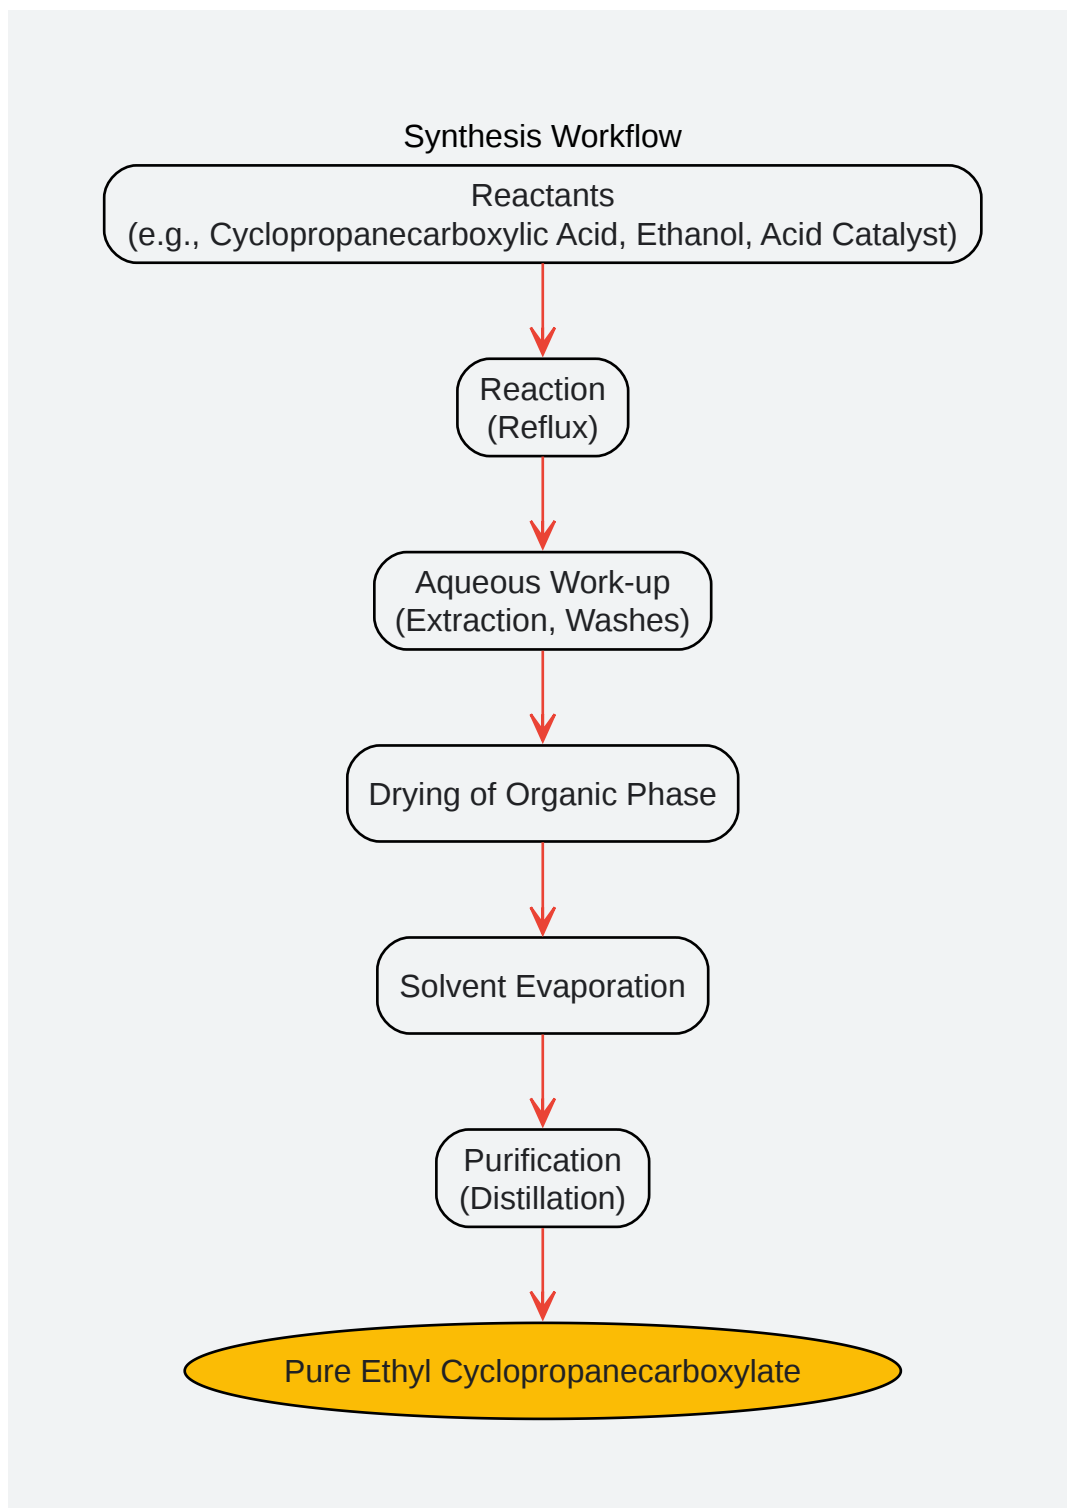 Synthesis Workflow
Reactants
(e.g., Cyclopropanecarboxylic Acid, Ethanol, Acid Catalyst)
Reaction
(Reflux)
Aqueous Work-up
(Extraction, Washes)
Drying of Organic Phase
Solvent Evaporation
Purification
(Distillation)
Pure Ethyl Cyclopropanecarboxylate